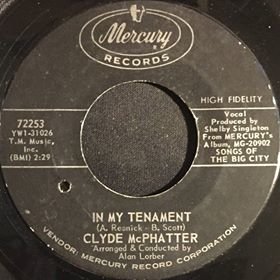 Mercury
RECORDS
HIGH FIDELITY
72253
YW1-31026
T.M. Music,
Inc.
(BMI) 2:29
Vocal
Produced by
Shelby Singleton
From MERCURY'S
Album, MG-20902
SONGS OF
THE BIG CITY
IN MY TENAMENT
(A. Resnick - B. Scott)
CLYDE McPHATTER
Arranged & Conducted by
Alan Lorber
VENDOR: MERCURY RECORD CORPORATION